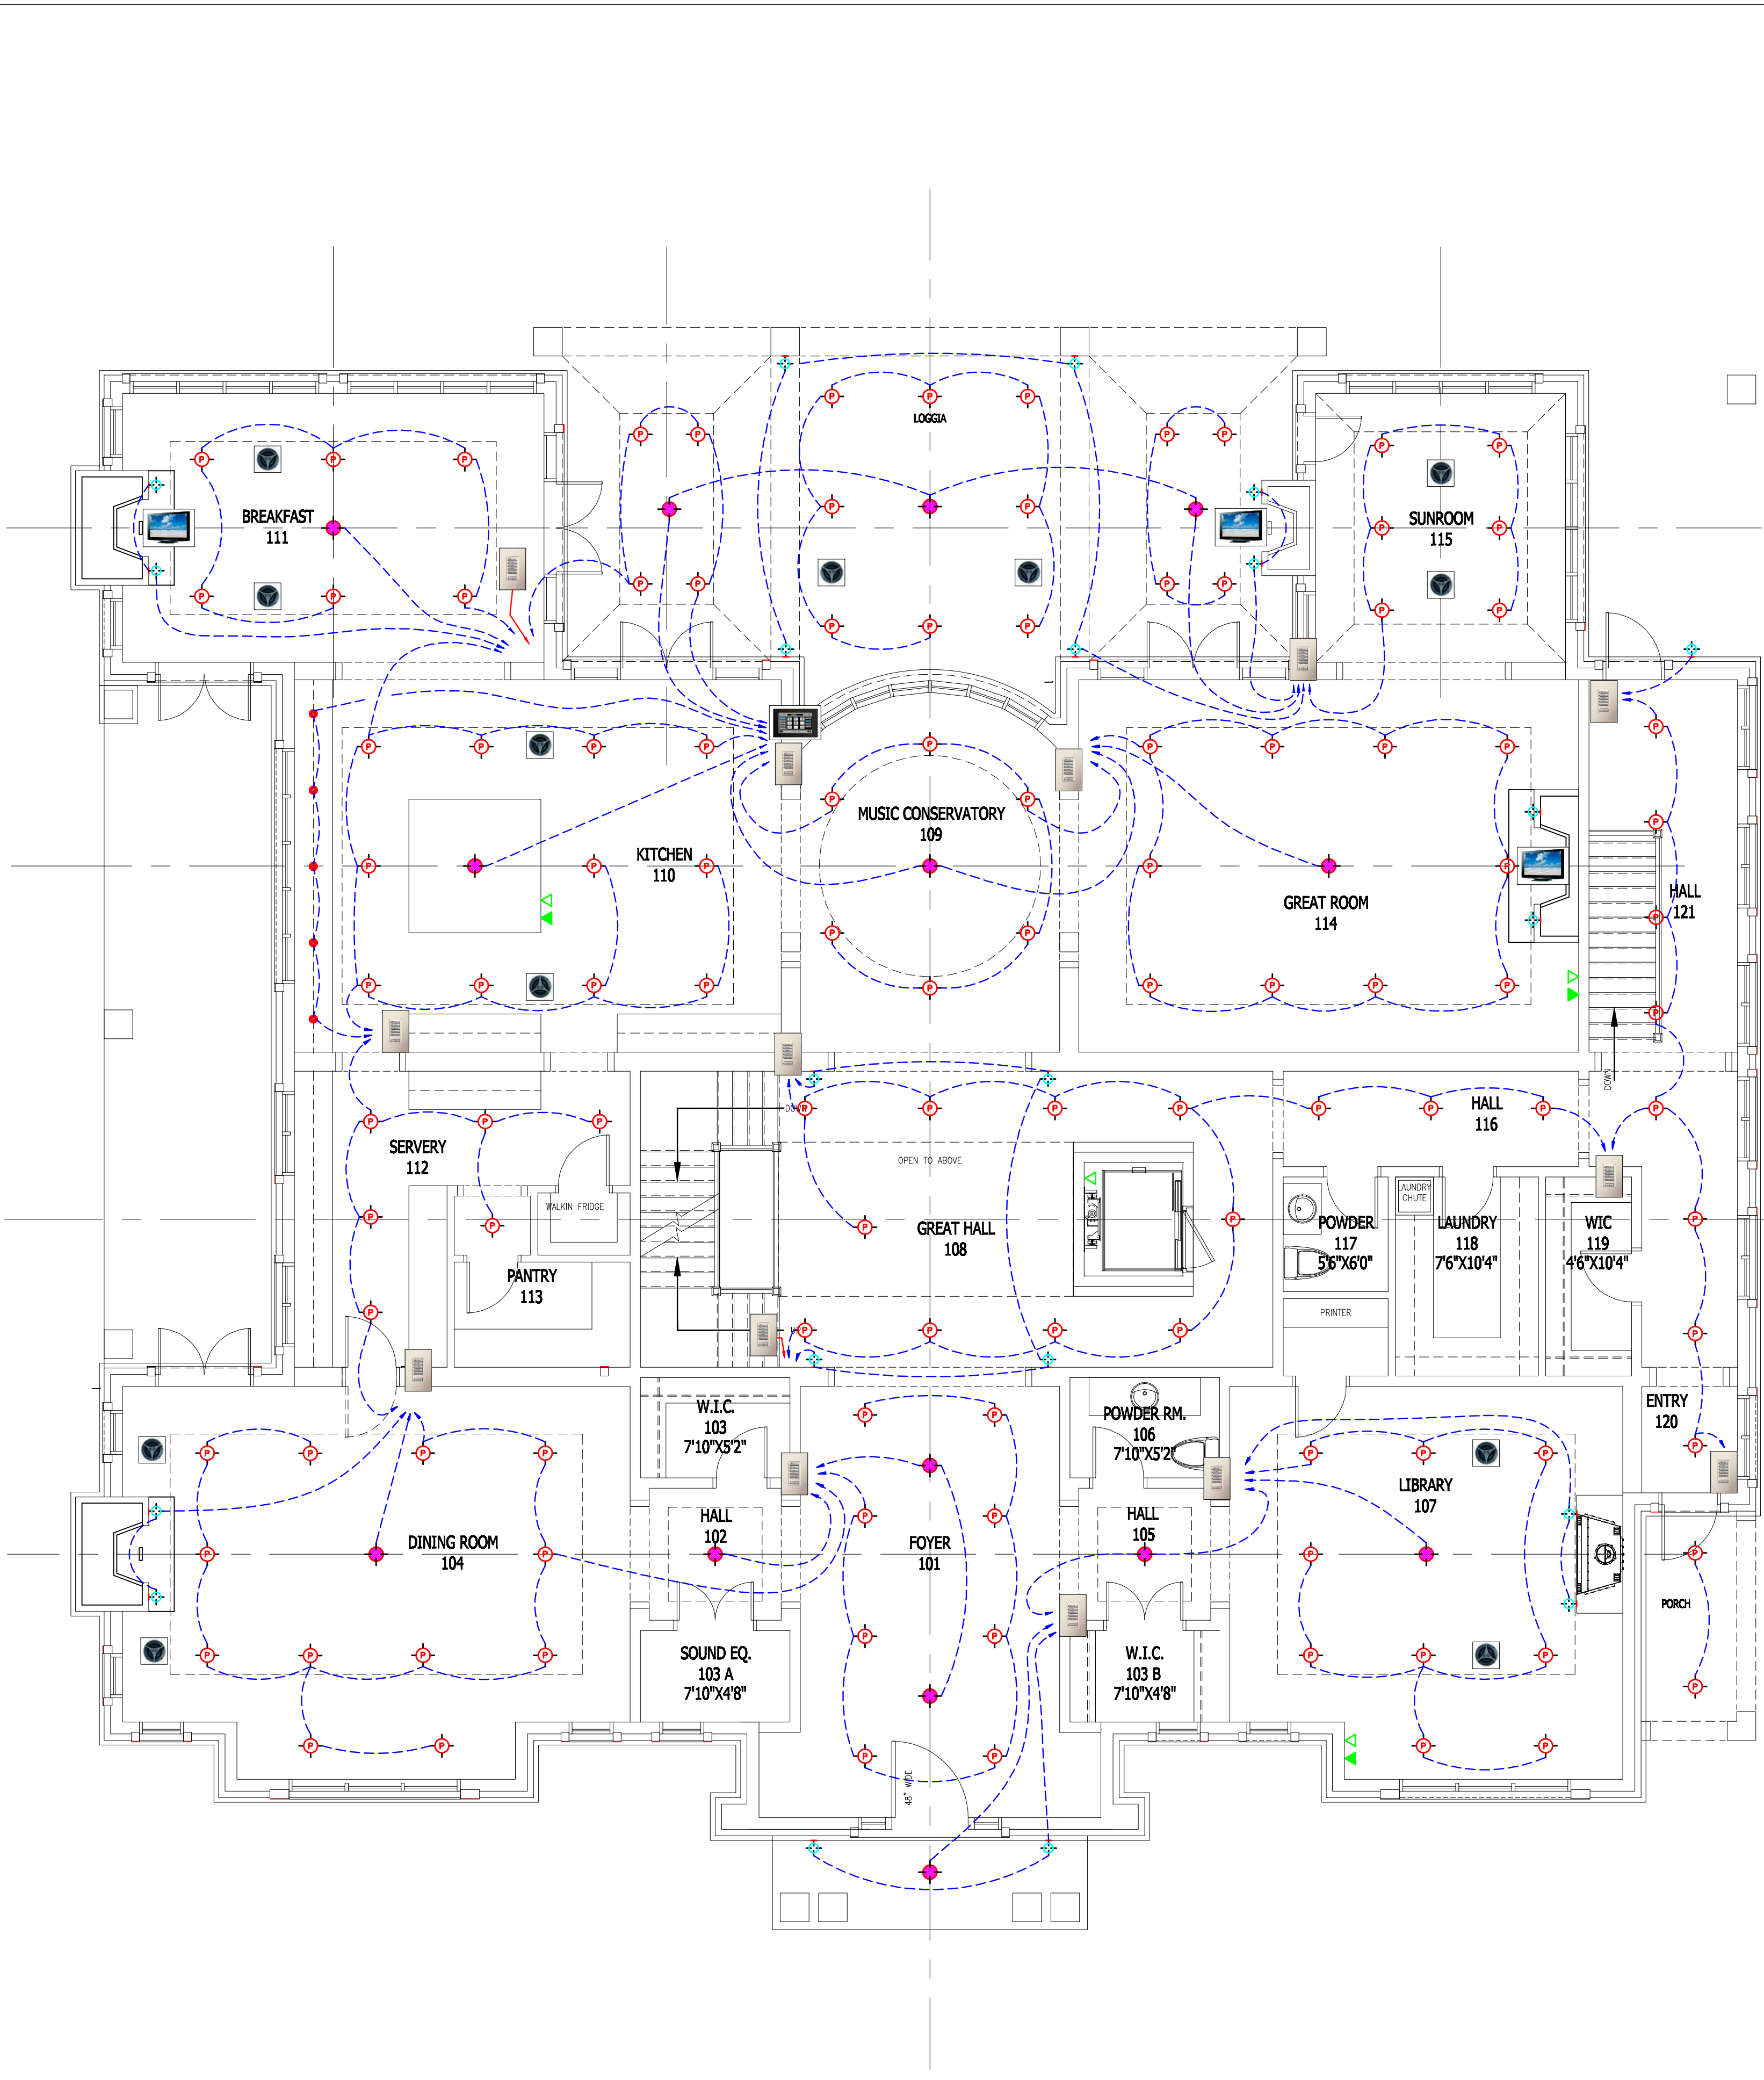 LOGGIA
BREAKFAST
111
SUNROOM
115
MUSIC CONSERVATORY
109
KITCHEN
110
GREAT ROOM
114
HALL
121
DOWN
DOWN
HALL
116
SERVERY
112
OPEN TO ABOVE
WALKIN FRIDGE
GREAT HALL
108
LAUNDRY
CHUTE
POWDER
117
5'6"X6'0"
LAUNDRY
118
7'6"X10'4"
WIC
119
4'6"X10'4"
PANTRY
113
PRINTER
UP
W.I.C.
103
7'10"X5'2"
POWDER RM.
106
7'10"X5'2"
ENTRY
120
LIBRARY
107
HALL
102
HALL
105
DINING ROOM
104
FOYER
101
PORCH
SOUND EQ.
103 A
7'10"X4'8"
W.I.C.
103 B
7'10"X4'8"
48" WIDE